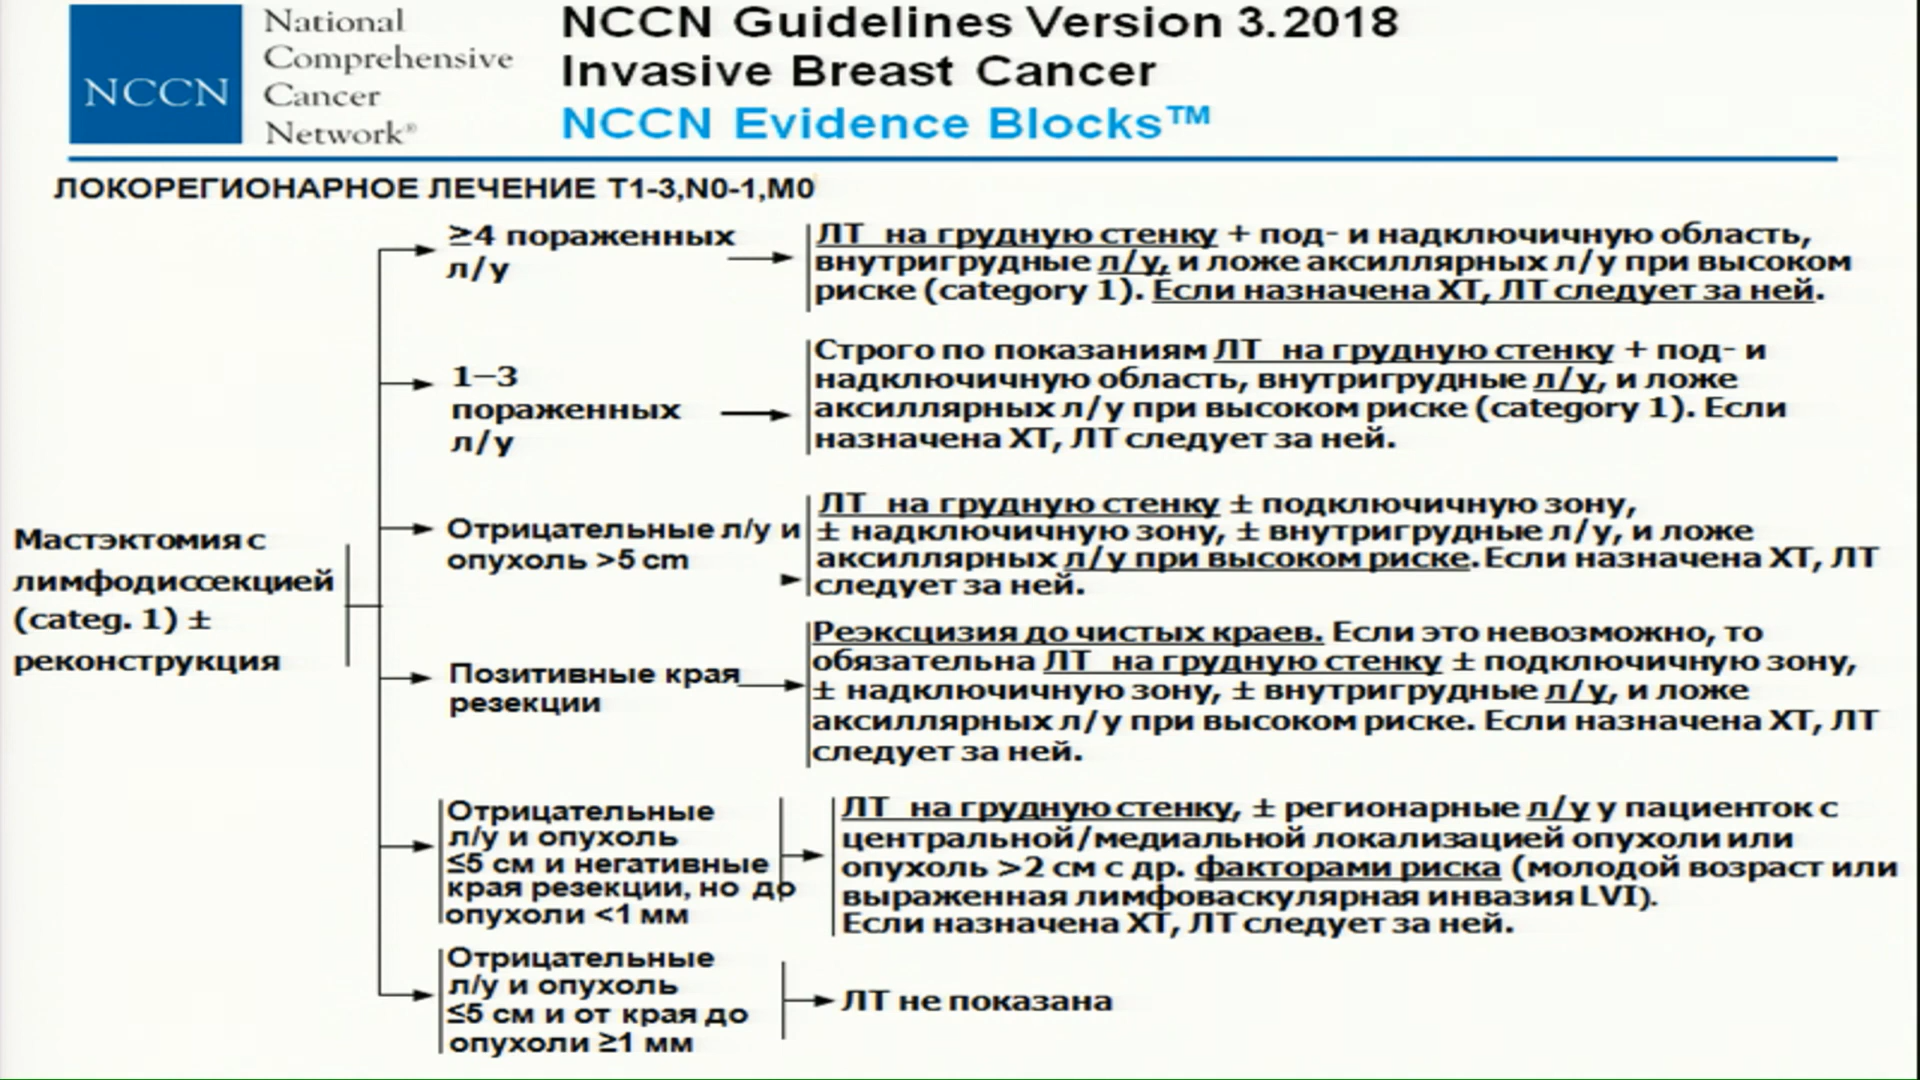 NCCN
National
Comprehensive
Cancer
Network®
NCCN Guidelines Version 3.2018
Invasive Breast Cancer
NCCN Evidence Blocks™
ЛОКОРЕГИОНАРНОЕ ЛЕЧЕНИЕ T1-3,N0-1,M0
Мастэктомия с
лимфодиссекцией
(categ. 1) ±
реконструкция
≥4 пораженных
л/у
ЛТ на грудную стенку + под- и надключичную область,
внутригрудные л/у, и ложе аксиллярных л/у при высоком
риске (category 1). Если назначена ХТ, ЛТ следует за ней.
1–3
пораженных
л/у
Строго по показаниям ЛТ на грудную стенку + под- и
надключичную область, внутригрудные л/у, и ложе
аксиллярных л/у при высоком риске (category 1). Если
назначена ХТ, ЛТ следует за ней.
Отрицательные л/у и
опухоль >5 cm
ЛТ на грудную стенку ± подключичную зону,
± надключичную зону, ± внутригрудные л/у, и ложе
аксиллярных л/у при высоком риске. Если назначена ХТ, ЛТ
следует за ней.
Позитивные края
резекции
Реэксцизия до чистых краев. Если это невозможно, то
обязательна ЛТ на грудную стенку ± подключичную зону,
± надключичную зону, ± внутригрудные л/у, и ложе
аксиллярных л/у при высоком риске. Если назначена ХТ, ЛТ
следует за ней.
Отрицательные
л/у и опухоль
≤5 см и негативные
края резекции, но до
опухоли <1 мм
ЛТ на грудную стенку, ± регионарные л/у у пациенток с
центральной/медиальной локализацией опухоли или
опухоль >2 см с др. факторами риска (молодой возраст или
выраженная лимфоваскулярная инвазия LVI).
Если назначена ХТ, ЛТ следует за ней.
Отрицательные
л/у и опухоль
≤5 см и от края до
опухоли ≥1 мм
ЛТ не показана